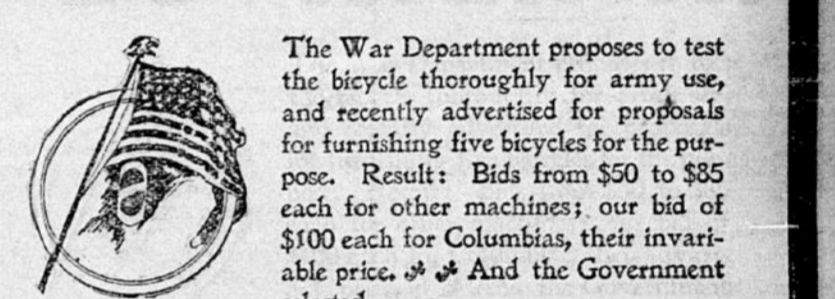 The War Department proposes to test
the bicycle thoroughly for army use,
and recently advertised for proposals
for furnishing five bicycles for the pur-
pose. Result: Bids from $50 to $85
each for other machines; our bid of
$100 each for Columbias, their invari-
able price. And the Government